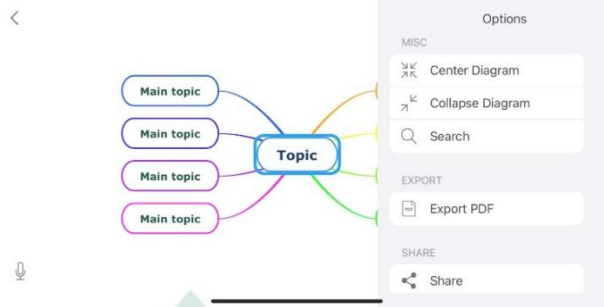 Options
MISC
Center Diagram
Collapse Diagram
Search
EXPORT
PDF
Export PDF
SHARE
Share
Main topic
Main topic
Main topic
Main topic
Topic